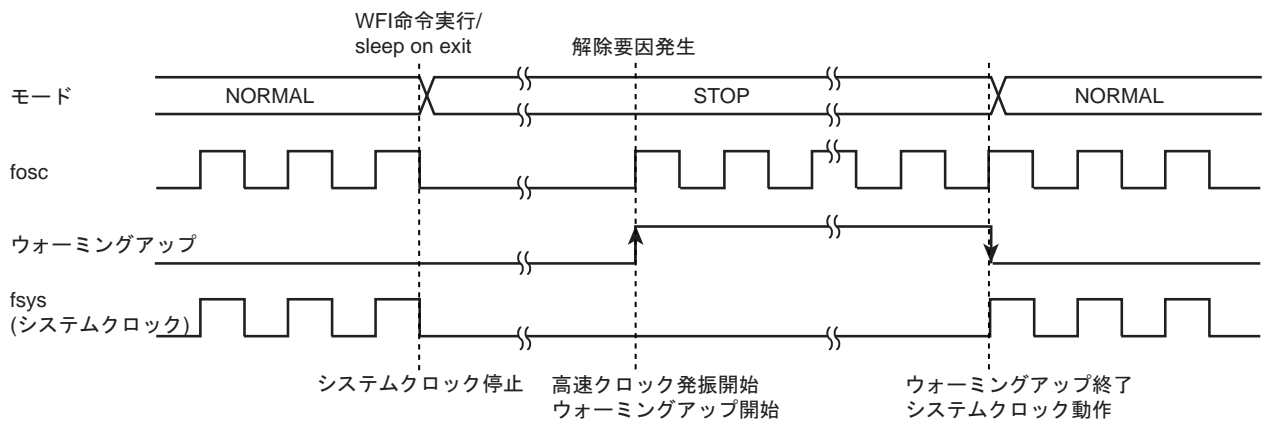 WFI命令実行/
sleep on exit
解除要因発生
モード
NORMAL
STOP
NORMAL
fosc
ウォーミングアップ
fsys
(システムクロック)
システムクロック停止
高速クロック発振開始
ウォーミングアップ開始
ウォーミングアップ終了
システムクロック動作